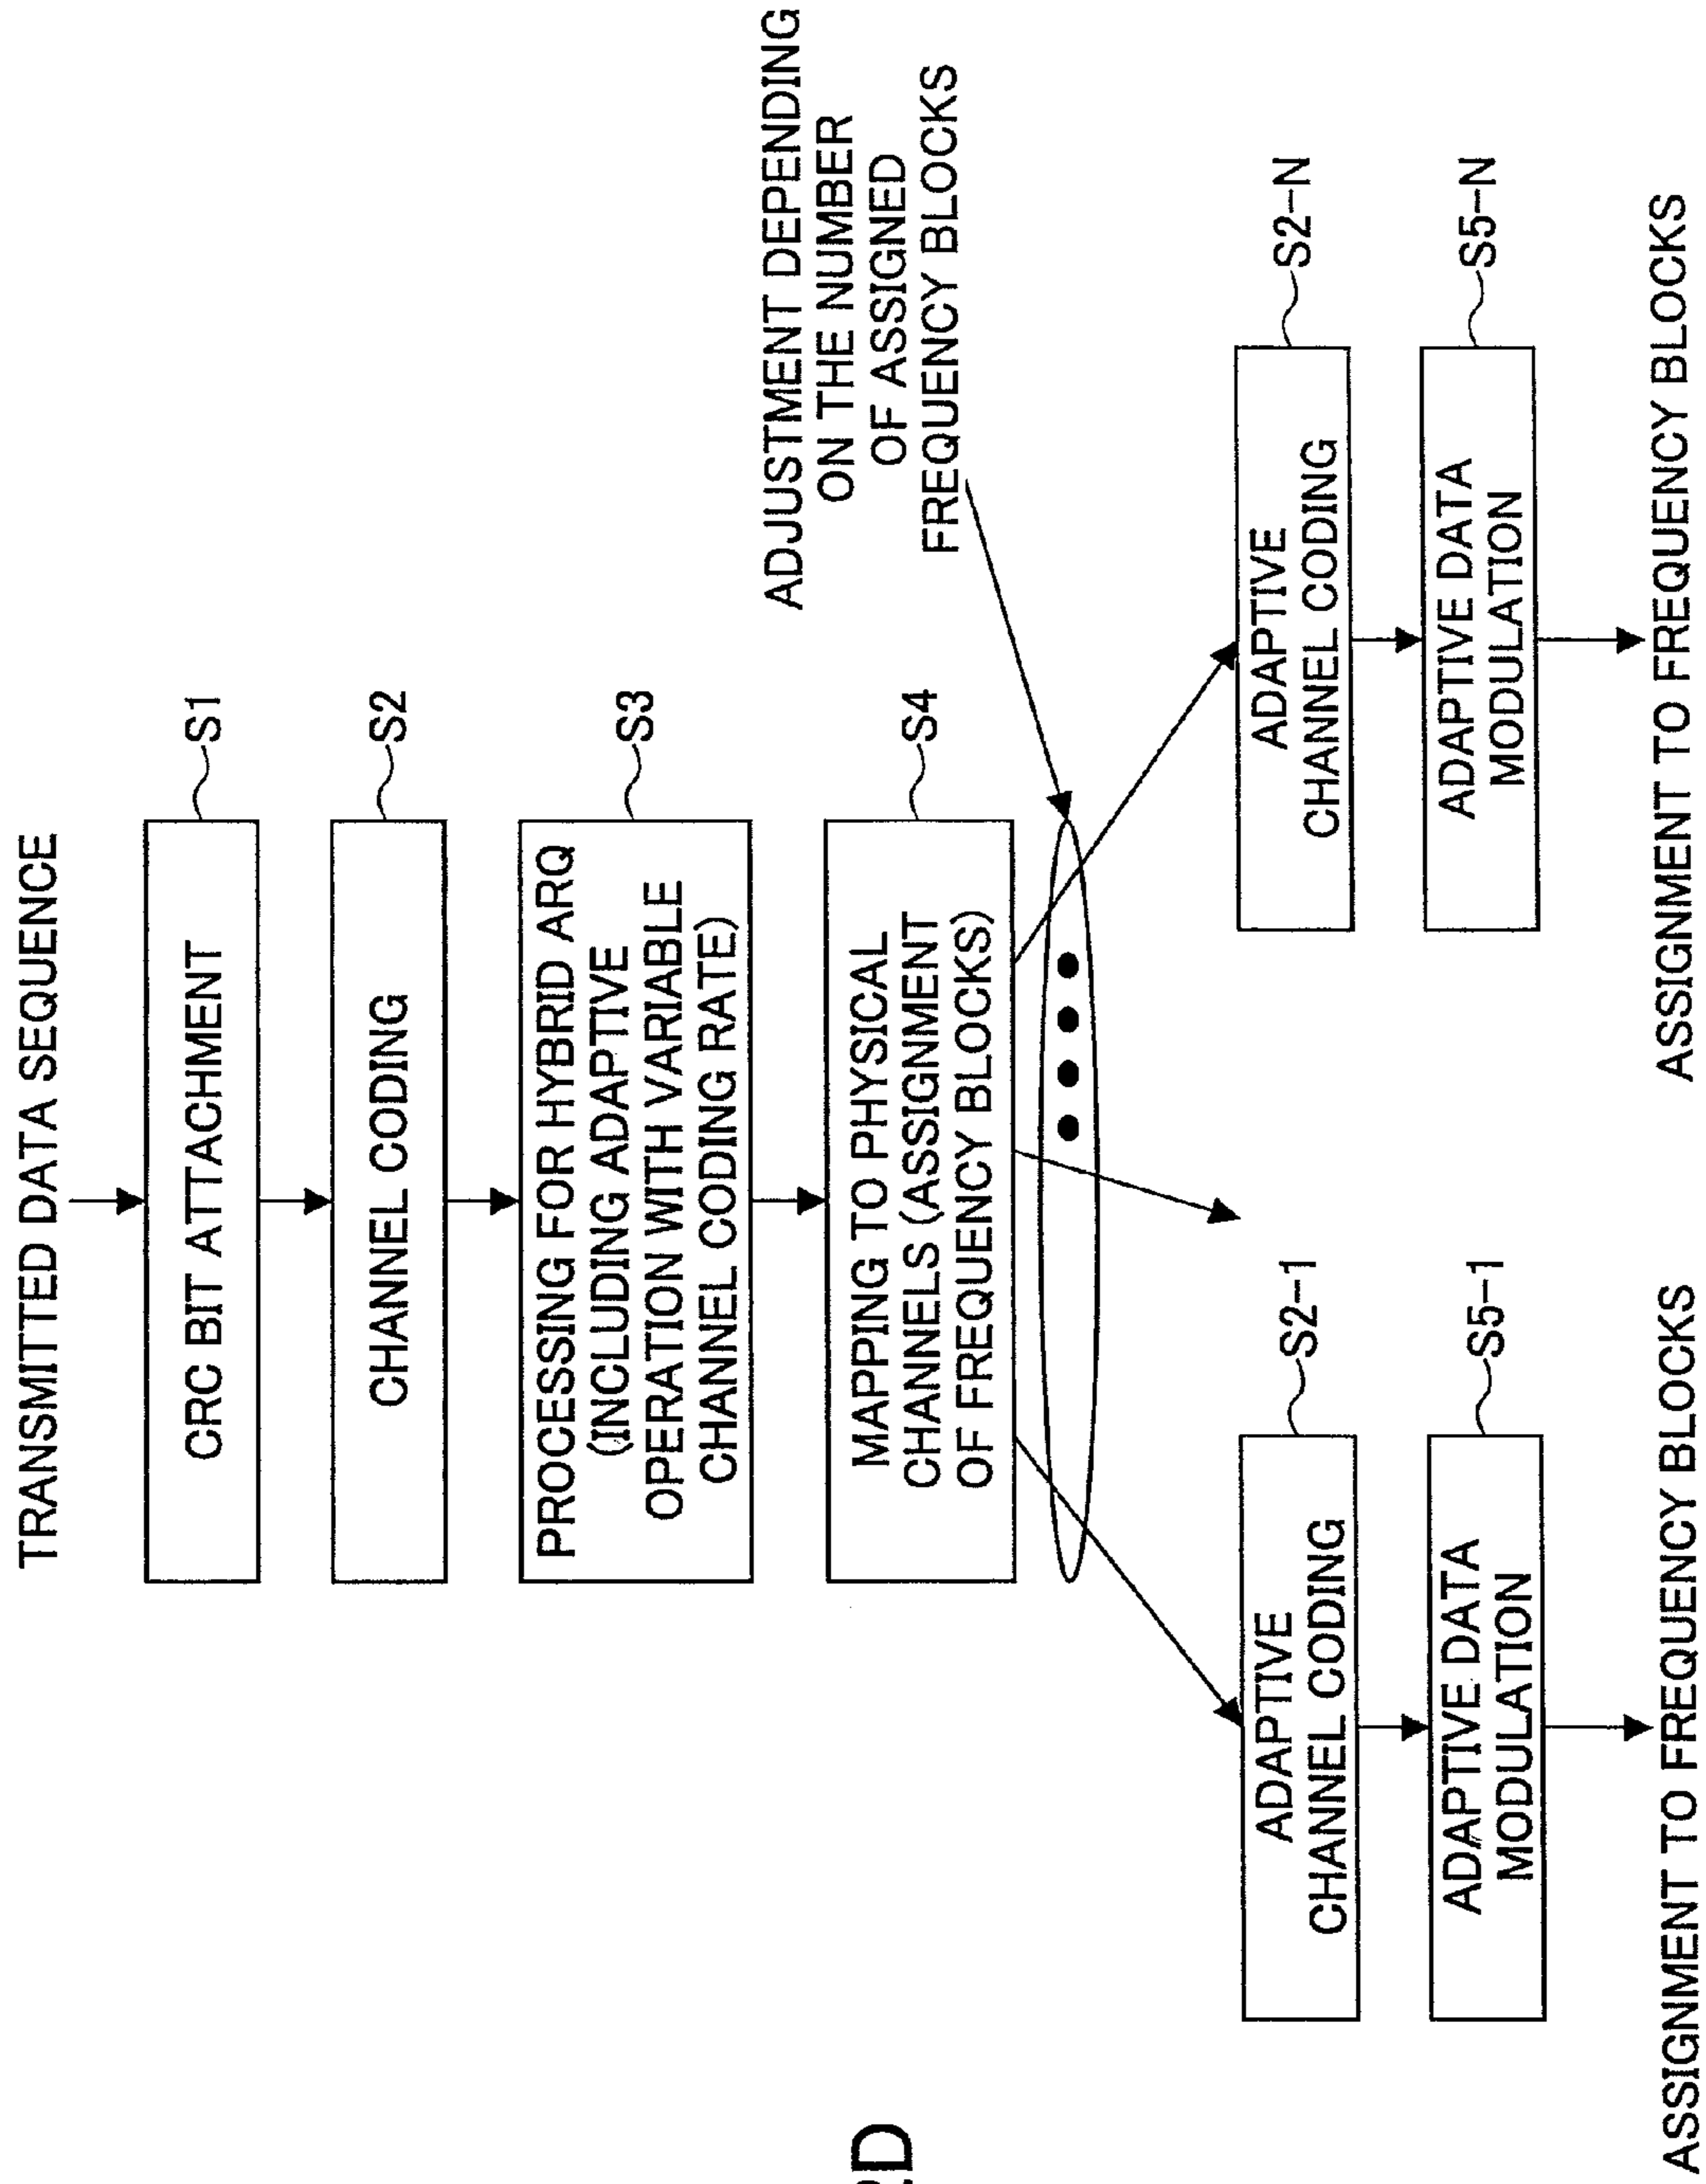 TRANSMITTED DATA SEQUENCE
CRC BIT ATTACHMENT
S1
CHANNEL CODING
S2
PROCESSING FOR HYBRID ARQ
(INCLUDING ADAPTIVE
OPERATION WITH VARIABLE
CHANNEL CODING RATE)
S3
MAPPING TO PHYSICAL
CHANNELS (ASSIGNMENT
OF FREQUENCY BLOCKS)
S4
ADJUSTMENT DEPENDING
ON THE NUMBER
OF ASSIGNED
FREQUENCY BLOCKS
ADAPTIVE
CHANNEL CODING
S2-1
ADAPTIVE DATA
MODULATION
S5-1
ASSIGNMENT TO FREQUENCY BLOCKS
ADAPTIVE
CHANNEL CODING
S2-N
ADAPTIVE DATA
MODULATION
S5-N
ASSIGNMENT TO FREQUENCY BLOCKS